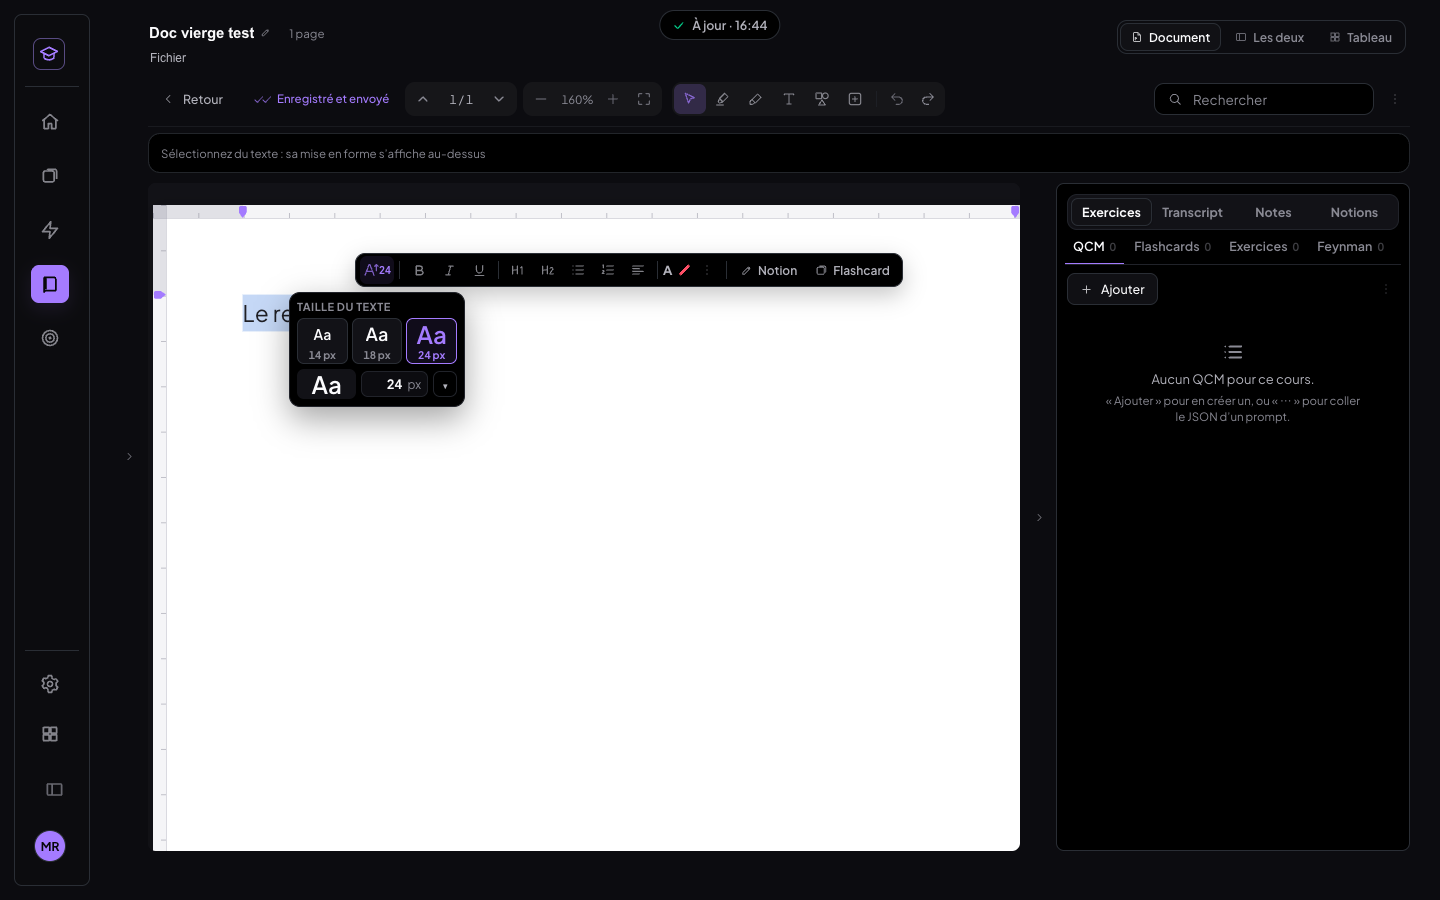 À jour · 16:44
Doc vierge test
1 page
Fichier
Document
Les deux
Tableau
Retour
Enregistré et envoyé
1 / 1
160%
Rechercher
Sélectionnez du texte : sa mise en forme s'affiche au-dessus
A 24
B
I
U
H1
H2
A
Notion
Flashcard
Le re
TAILLE DU TEXTE
Aa
Aa
Aa
14 px
18 px
24 px
Aa
24 px
Exercices
Transcript
Notes
Notions
QCM 0
Flashcards 0
Exercices 0
Feynman 0
Ajouter
Aucun QCM pour ce cours.
« Ajouter » pour en créer un, ou « ··· » pour coller
le JSON d'un prompt.
MR